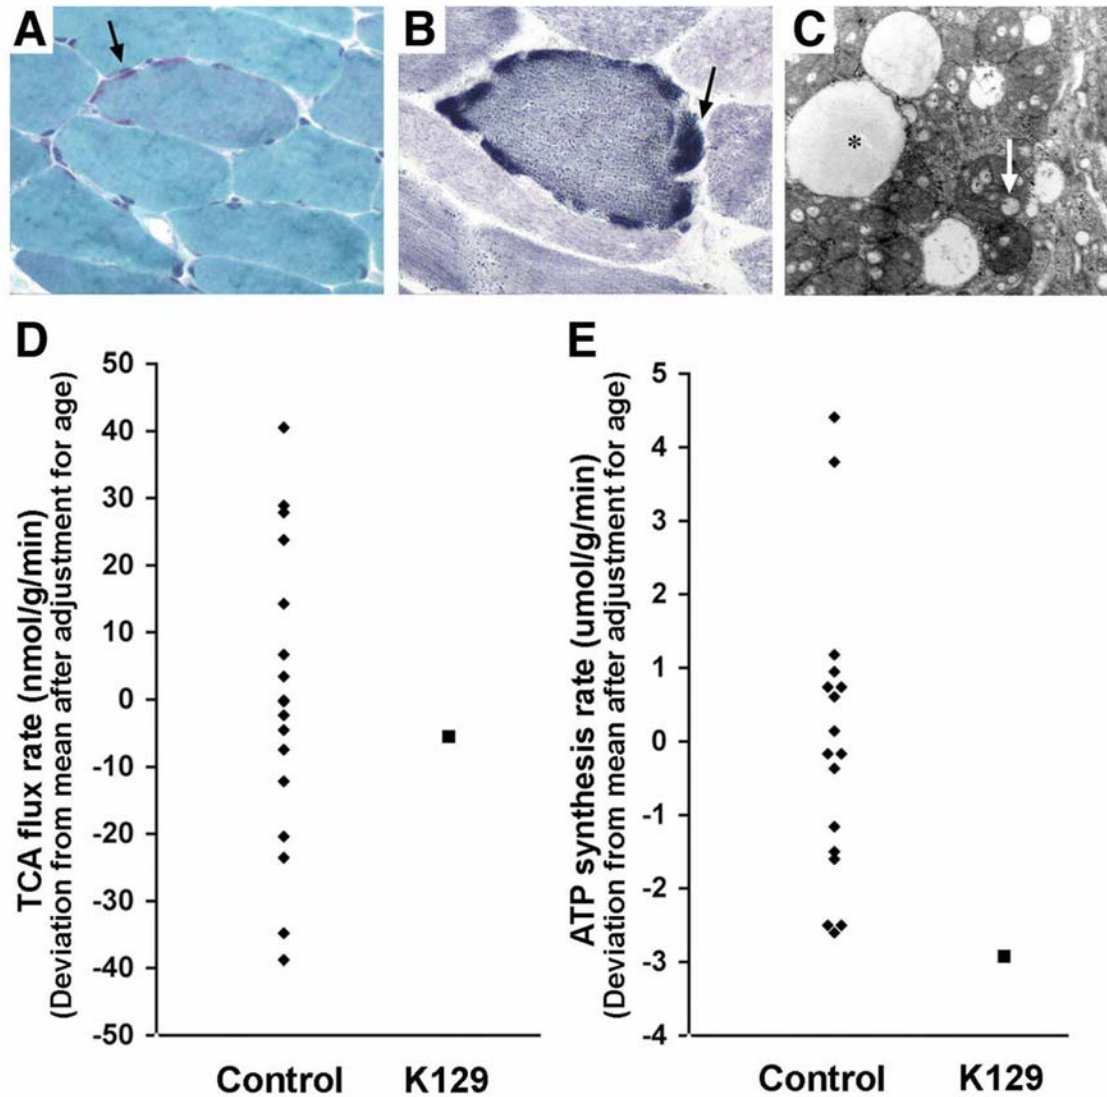 A
B
C
*
D
TCA flux rate (nmol/g/min)
(Deviation from mean after adjustment for age)
50
40
30
20
10
0
-10
-20
-30
-40
-50
Control
K129
E
ATP synthesis rate (umol/g/min)
(Deviation from mean after adjustment for age)
5
4
3
2
1
0
-1
-2
-3
-4
Control
K129